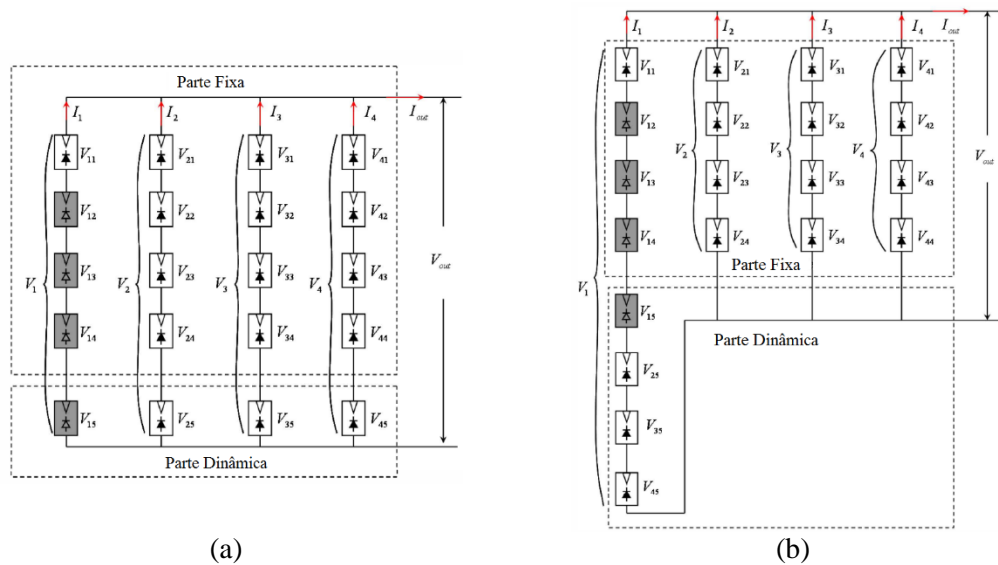 Parte Fixa
I1 I2 I3 I4 Iout
V11 V21 V31 V41
V12 V22 V32 V42
V13 V23 V33 V43
V1 V2 V3 V4 Vout
V14 V24 V34 V44
V15 V25 V35 V45
Parte Dinâmica
(a)
I1 I2 I3 I4 Iout
V11 V21 V31 V41
V12 V22 V32 V42
V2 V3 V4 Vout
V13 V23 V33 V43
V14 V24 V34 V44
Parte Fixa
V1
V15
Parte Dinâmica
V25
V35
V45
(b)